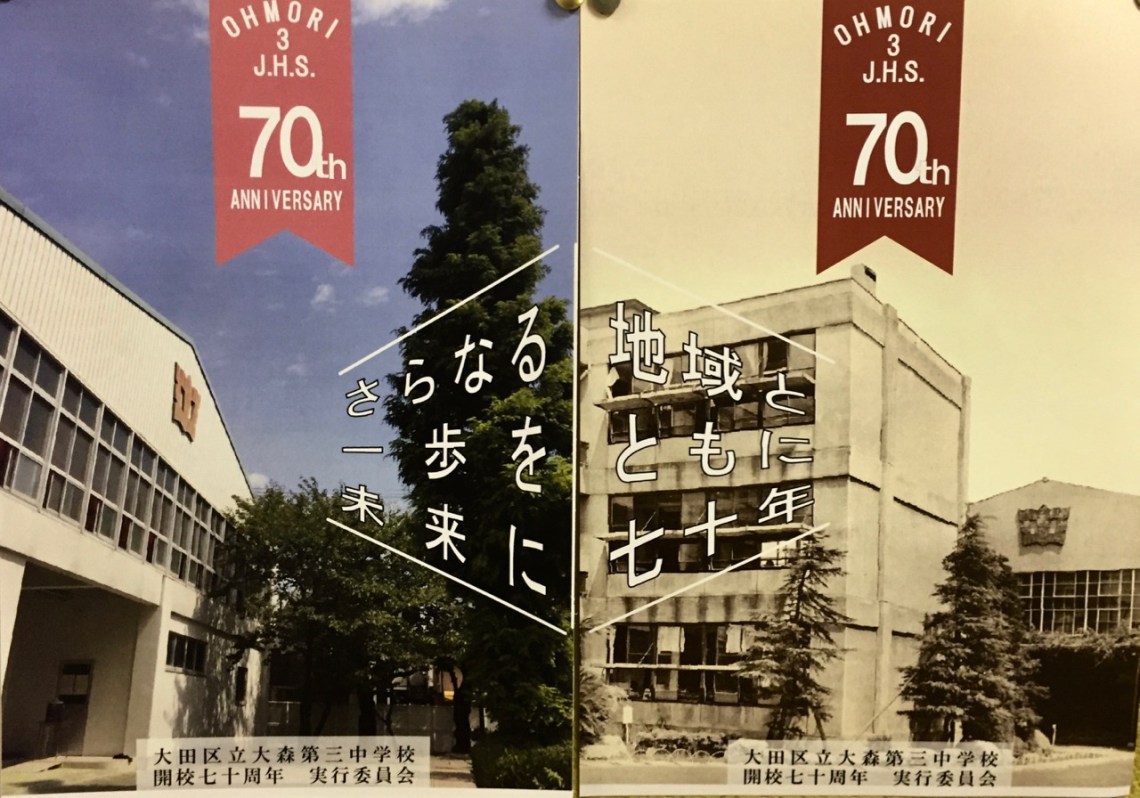 OHMORI
3
J.H.S.
70th
ANNIVERSARY
さらなる
一歩を
未来に
大田区立大森第三中学校
開校七十周年 実行委員会
OHMORI
3
J.H.S.
70th
ANNIVERSARY
地域と
ともに
七十年
大田区立大森第三中学校
開校七十周年 実行委員会